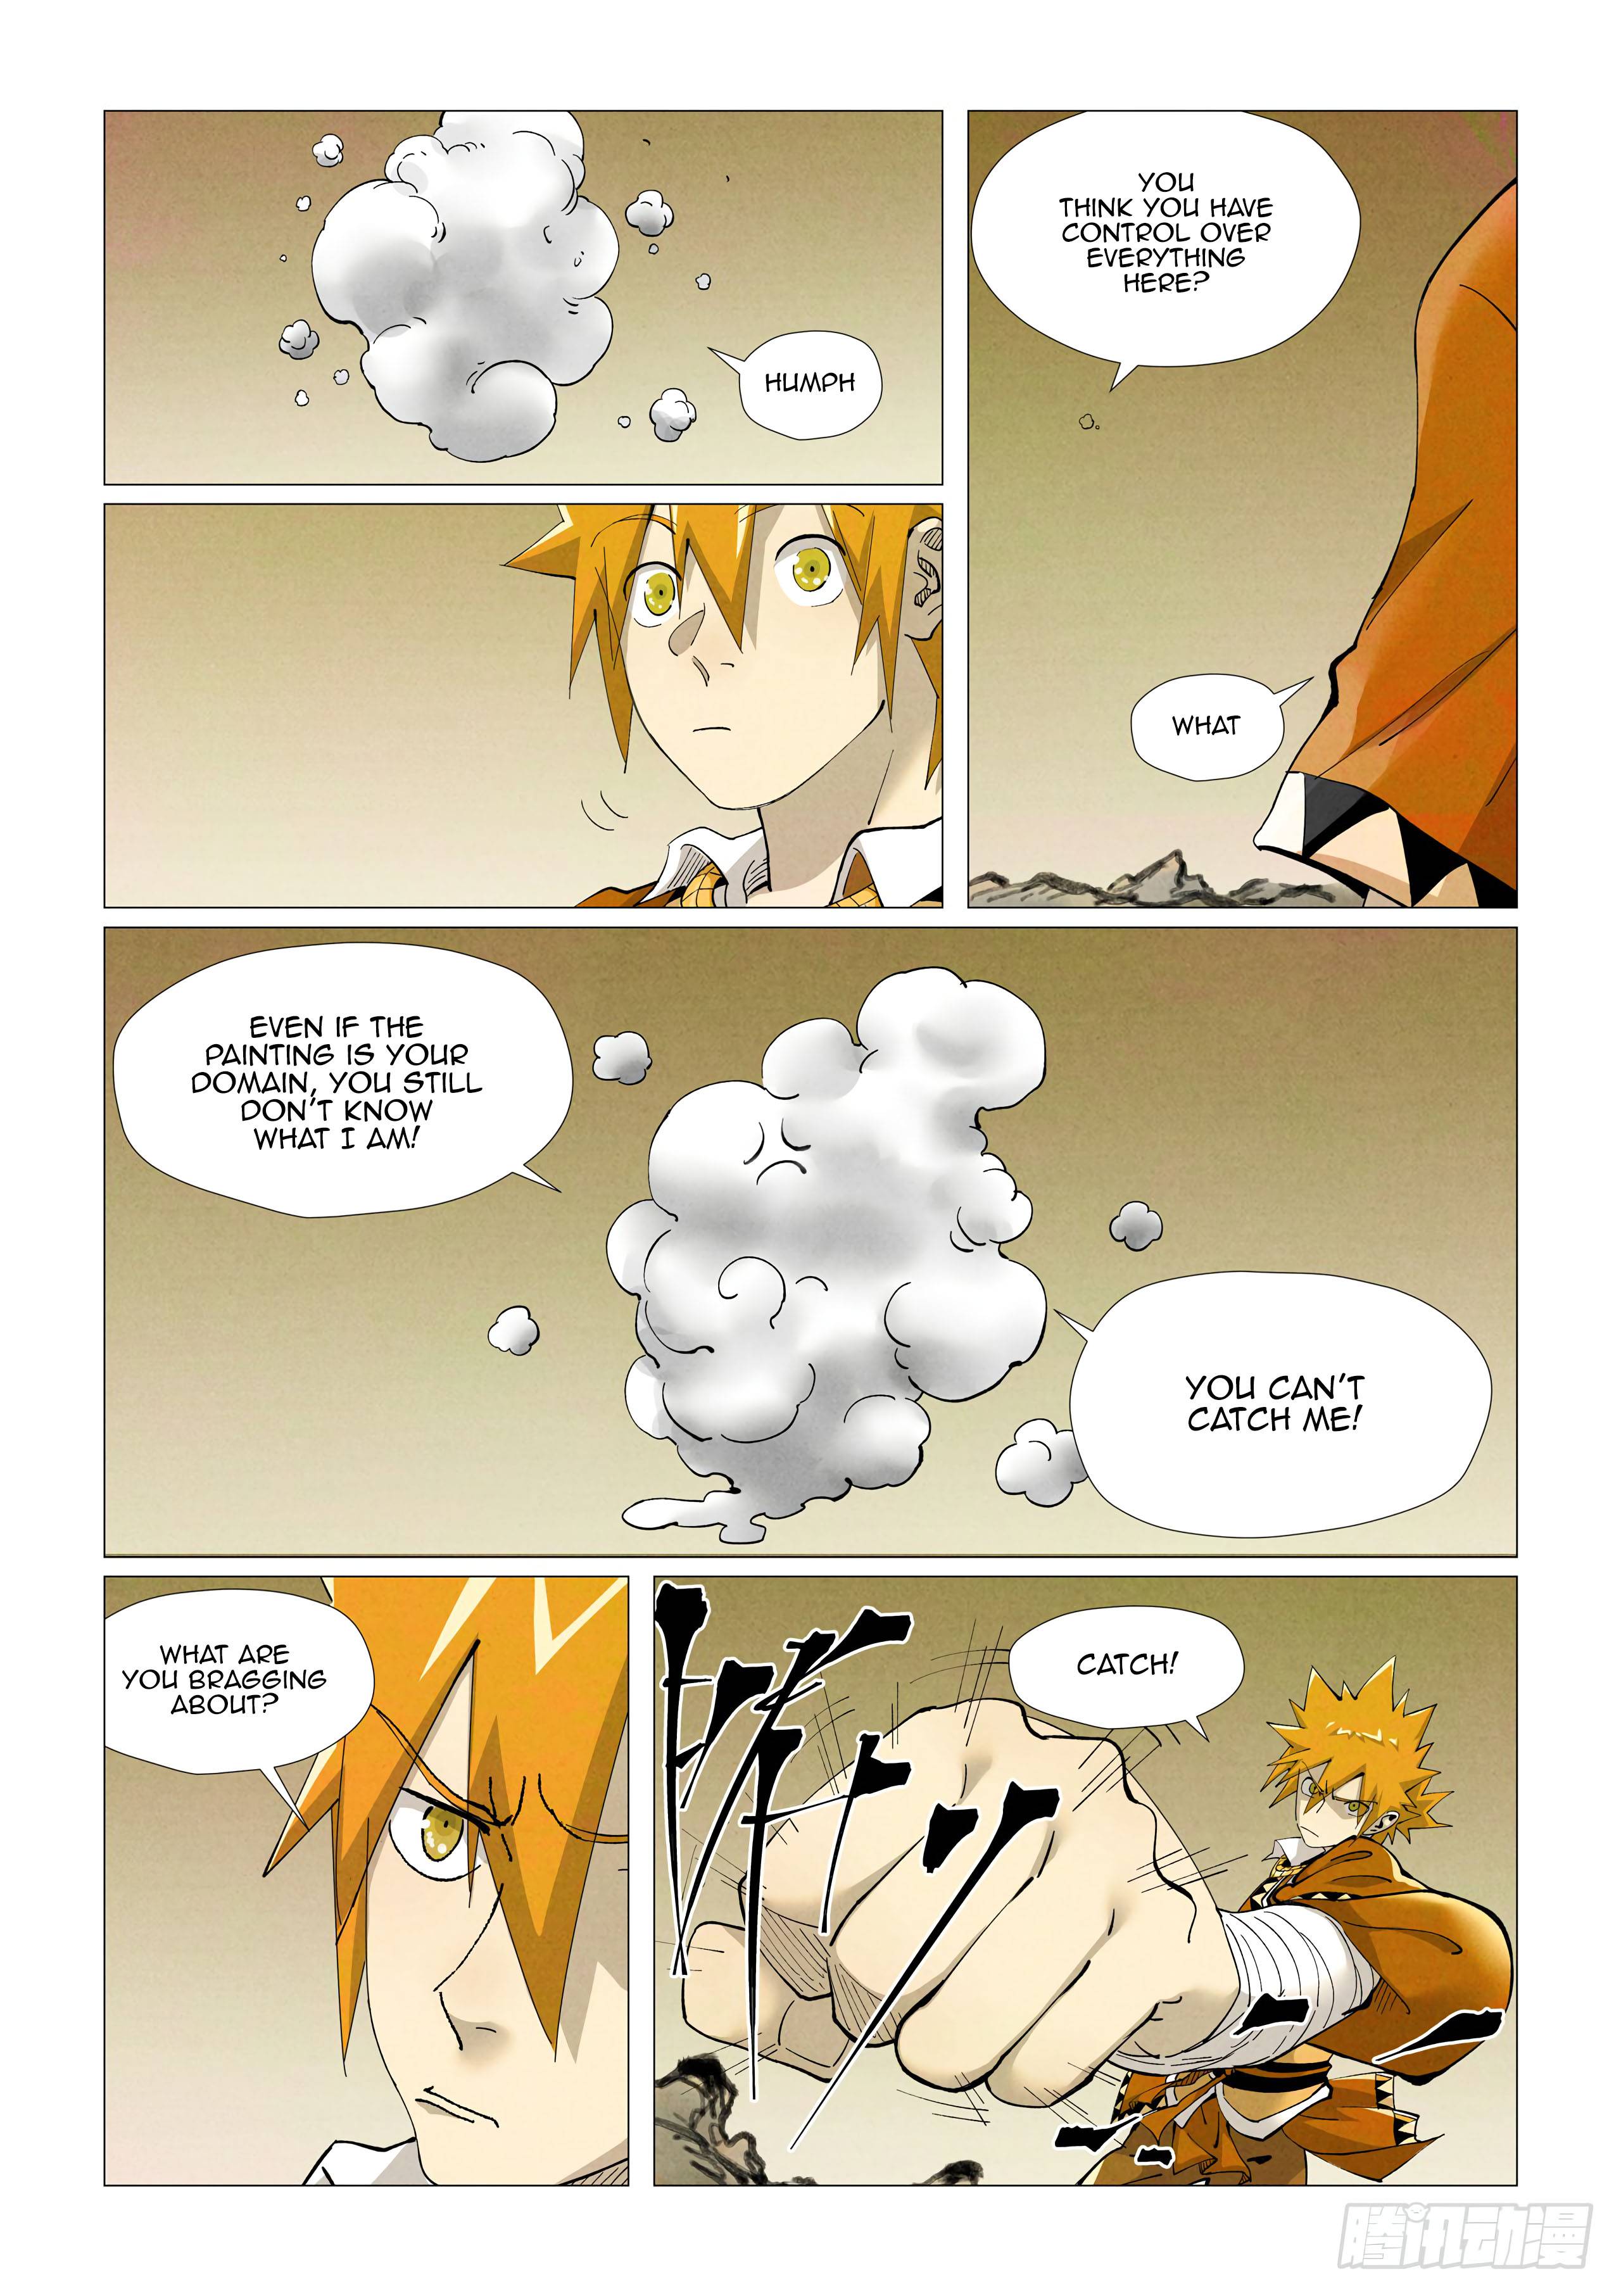 HUMPH
YOU
THINK YOU HAVE
CONTROL OVER
EVERYTHING
HERE?
WHAT
EVEN IF THE
PAINTING IS YOUR
DOMAIN, YOU STILL
DON'T KNOW
WHAT I AM!
YOU CAN'T
CATCH ME!
WHAT ARE
YOU BRAGGING
ABOUT?
CATCH!
腾讯动漫